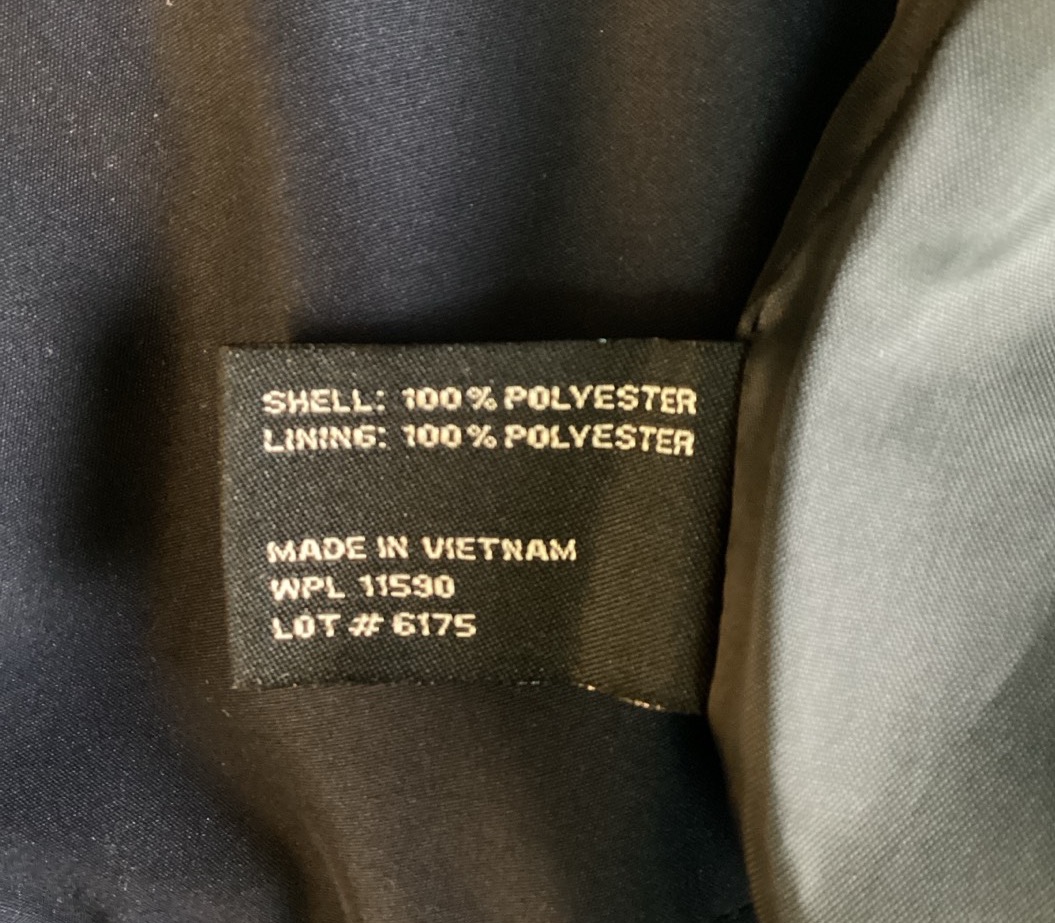 SHELL: 100% POLYESTER
LINING: 100% POLYESTER
MADE IN VIETNAM
WPL 11590
LOT # 6175